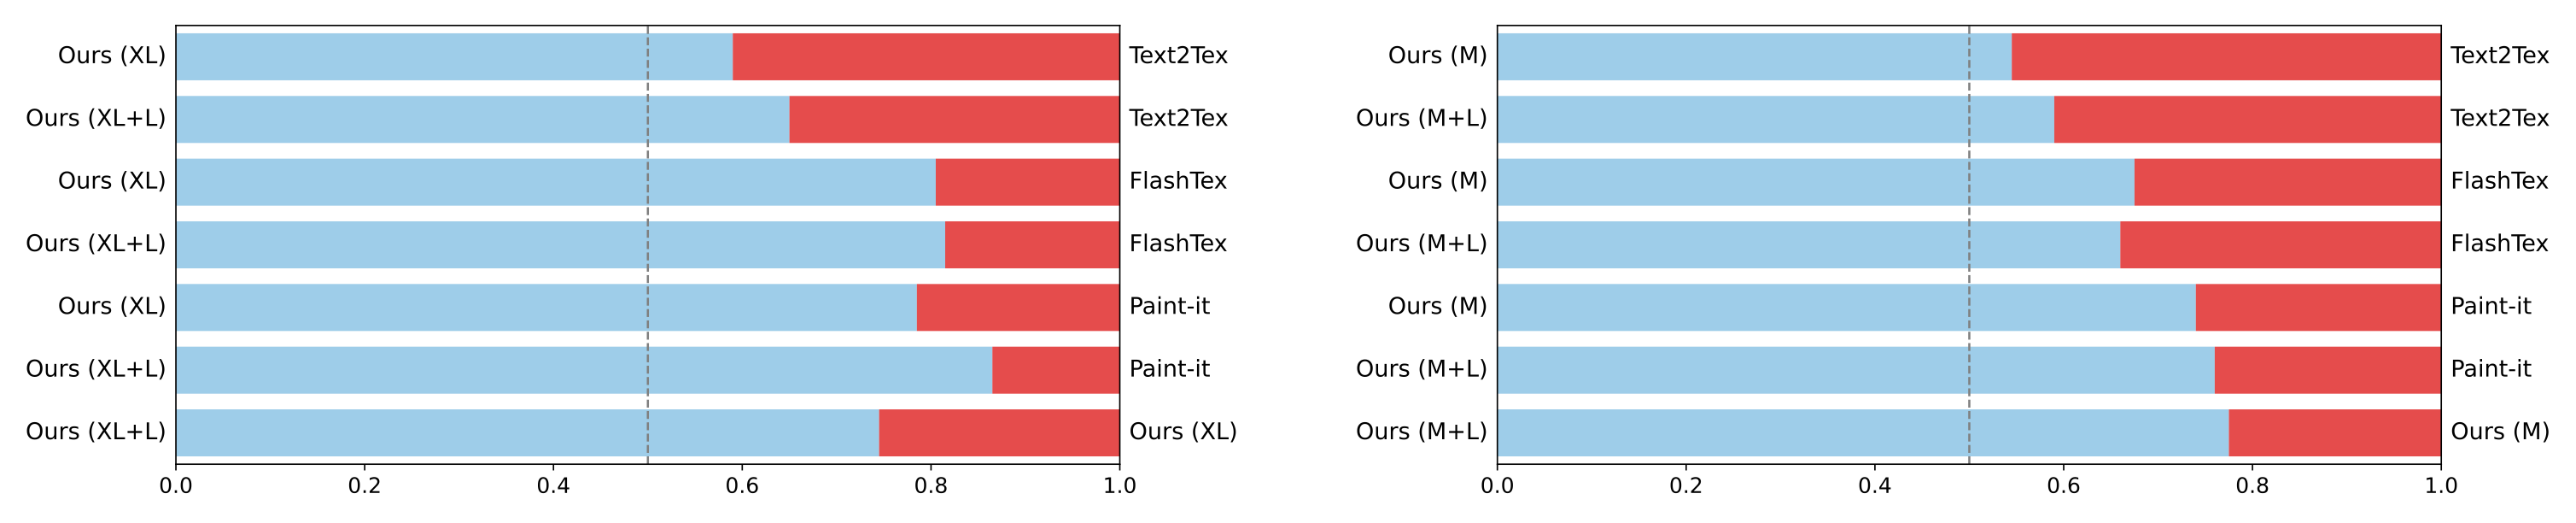 Ours (XL) Text2Tex
Ours (XL+L) Text2Tex
Ours (XL) FlashTex
Ours (XL+L) FlashTex
Ours (XL) Paint-it
Ours (XL+L) Paint-it
Ours (XL+L) Ours (XL)
0.0 0.2 0.4 0.6 0.8 1.0
Ours (M) Text2Tex
Ours (M+L) Text2Tex
Ours (M) FlashTex
Ours (M+L) FlashTex
Ours (M) Paint-it
Ours (M+L) Paint-it
Ours (M+L) Ours (M)
0.0 0.2 0.4 0.6 0.8 1.0